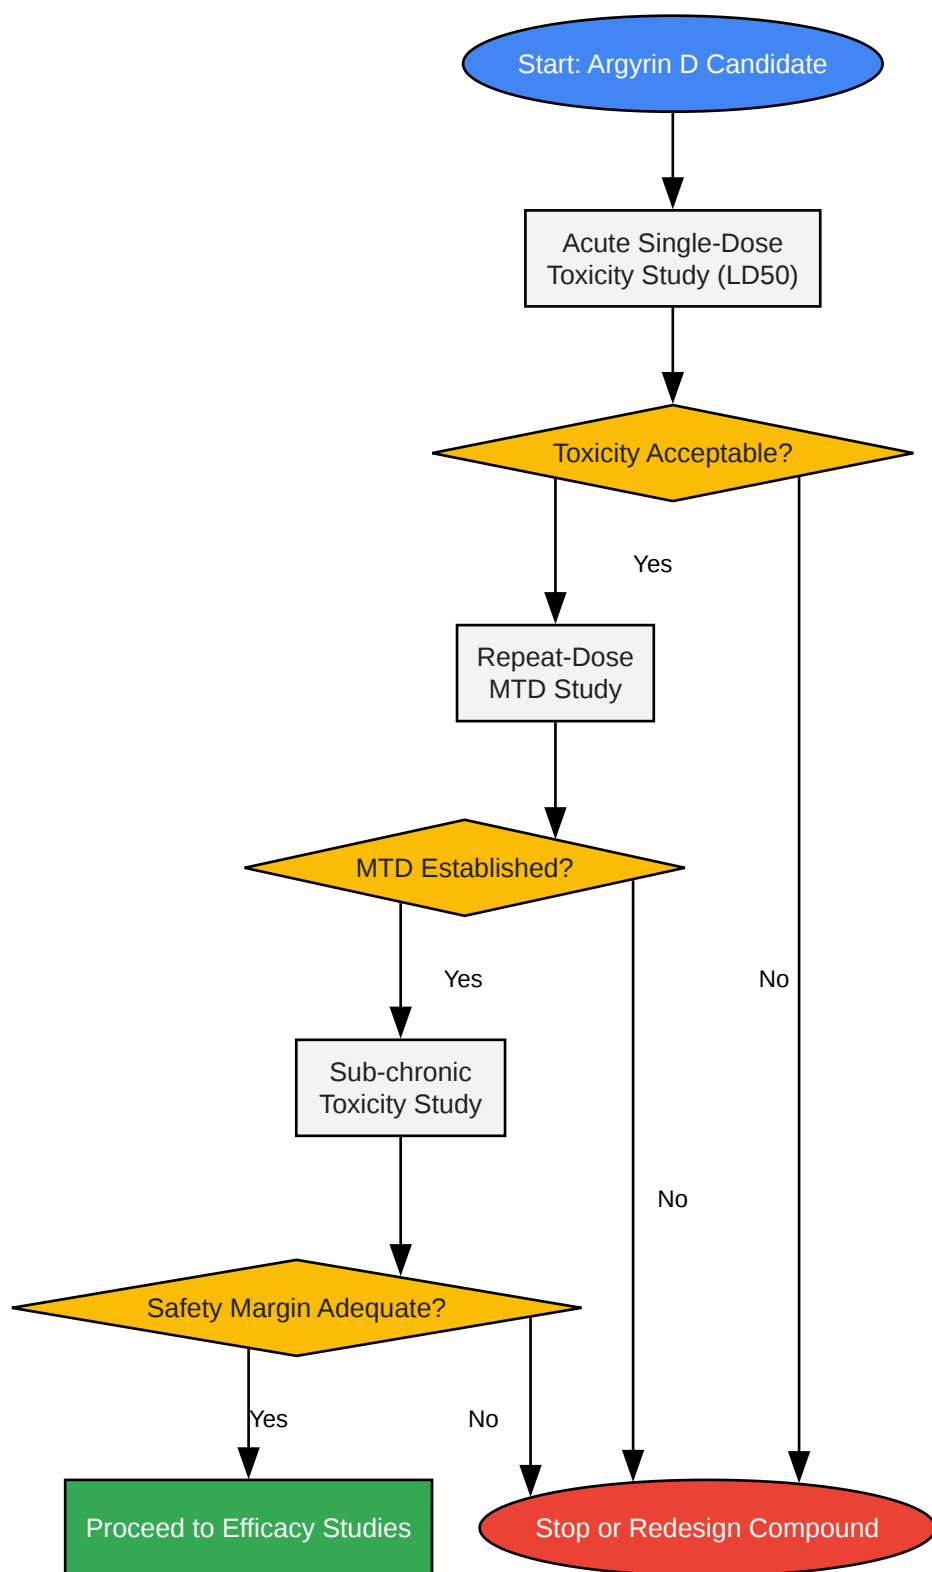 Start: Argyrin D Candidate
Acute Single-Dose
Toxicity Study (LD50)
Toxicity Acceptable?
Yes
Repeat-Dose
MTD Study
MTD Established?
Yes
No
Sub-chronic
Toxicity Study
No
Safety Margin Adequate?
Yes
No
Proceed to Efficacy Studies
Stop or Redesign Compound